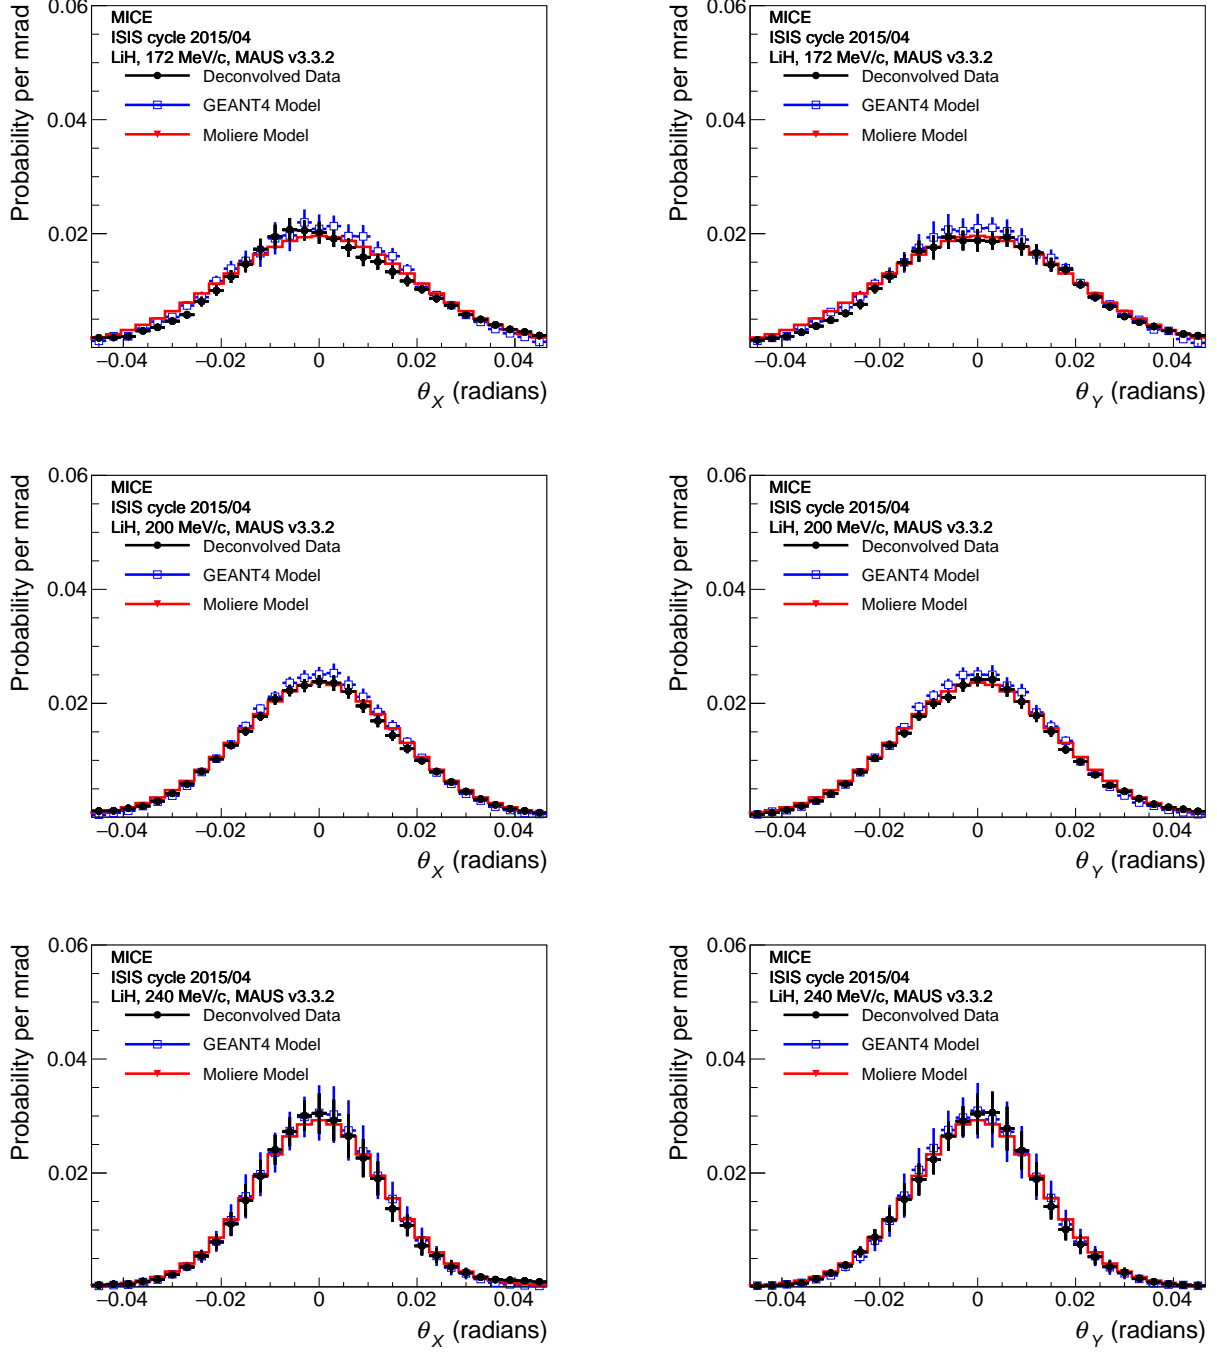 Probability per mrad
0.06
0.04
0.02
MICE
ISIS cycle 2015/04
LiH, 172 MeV/c, MAUS v3.3.2
Deconvolved Data
GEANT4 Model
Moliere Model
−0.04 −0.02 0 0.02 0.04
θX (radians)
Probability per mrad
0.06
0.04
0.02
MICE
ISIS cycle 2015/04
LiH, 172 MeV/c, MAUS v3.3.2
Deconvolved Data
GEANT4 Model
Moliere Model
−0.04 −0.02 0 0.02 0.04
θY (radians)
Probability per mrad
0.06
0.04
0.02
MICE
ISIS cycle 2015/04
LiH, 200 MeV/c, MAUS v3.3.2
Deconvolved Data
GEANT4 Model
Moliere Model
−0.04 −0.02 0 0.02 0.04
θX (radians)
Probability per mrad
0.06
0.04
0.02
MICE
ISIS cycle 2015/04
LiH, 200 MeV/c, MAUS v3.3.2
Deconvolved Data
GEANT4 Model
Moliere Model
−0.04 −0.02 0 0.02 0.04
θY (radians)
Probability per mrad
0.06
0.04
0.02
MICE
ISIS cycle 2015/04
LiH, 240 MeV/c, MAUS v3.3.2
Deconvolved Data
GEANT4 Model
Moliere Model
−0.04 −0.02 0 0.02 0.04
θX (radians)
Probability per mrad
0.06
0.04
0.02
MICE
ISIS cycle 2015/04
LiH, 240 MeV/c, MAUS v3.3.2
Deconvolved Data
GEANT4 Model
Moliere Model
−0.04 −0.02 0 0.02 0.04
θY (radians)